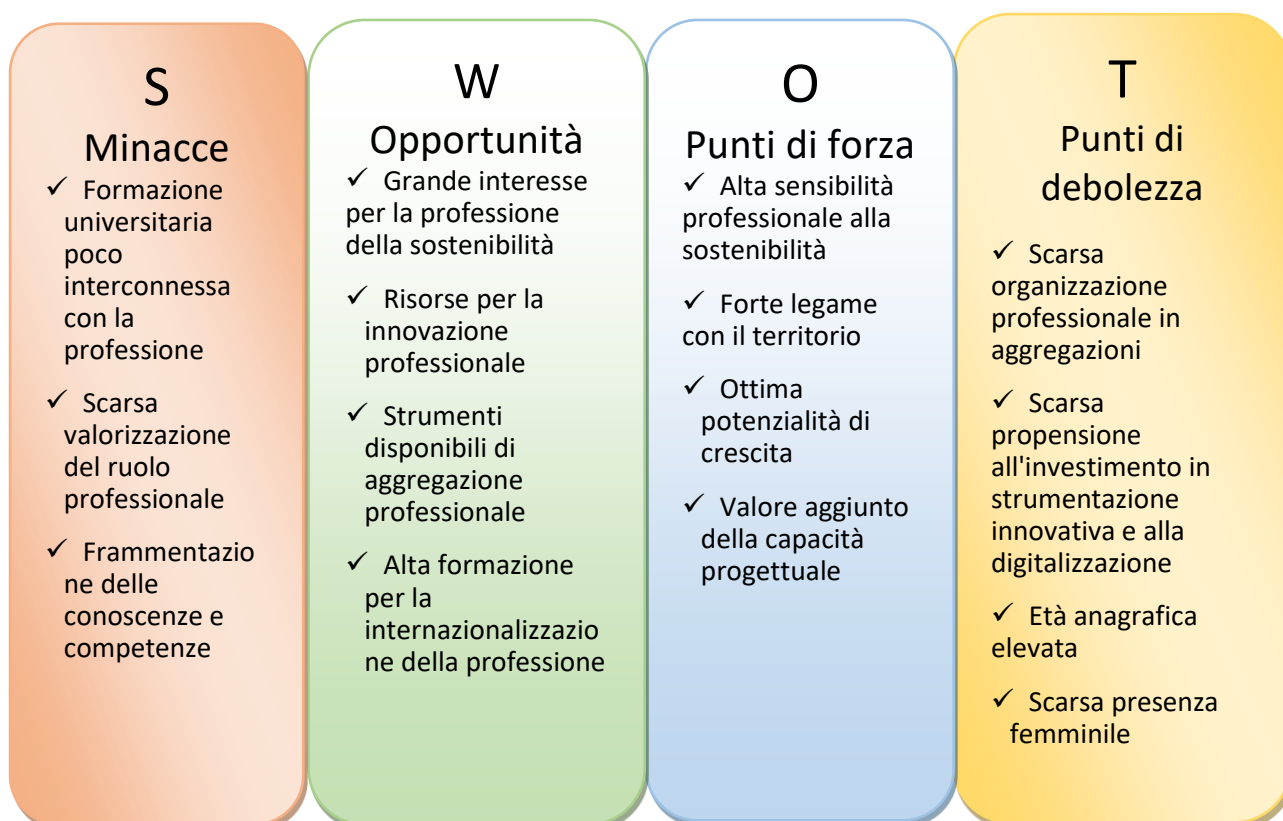 S
Minacce
✓ Formazione
universitaria
poco
interconnessa
con la
professione
✓ Scarsa
valorizzazione
del ruolo
professionale
✓ Frammentazio
ne delle
conoscenze e
competenze
W
Opportunità
✓ Grande interesse
per la professione
della sostenibilità
✓ Risorse per la
innovazione
professionale
✓ Strumenti
disponibili di
aggregazione
professionale
✓ Alta formazione
per la
internazionalizzazio
ne della professione
O
Punti di forza
✓ Alta sensibilità
professionale alla
sostenibilità
✓ Forte legame
con il territorio
✓ Ottima
potenzialità di
crescita
✓ Valore aggiunto
della capacità
progettuale
T
Punti di
debolezza
✓ Scarsa
organizzazione
professionale in
aggregazioni
✓ Scarsa
propensione
all'investimento in
strumentazione
innovativa e alla
digitalizzazione
✓ Età anagrafica
elevata
✓ Scarsa presenza
femminile